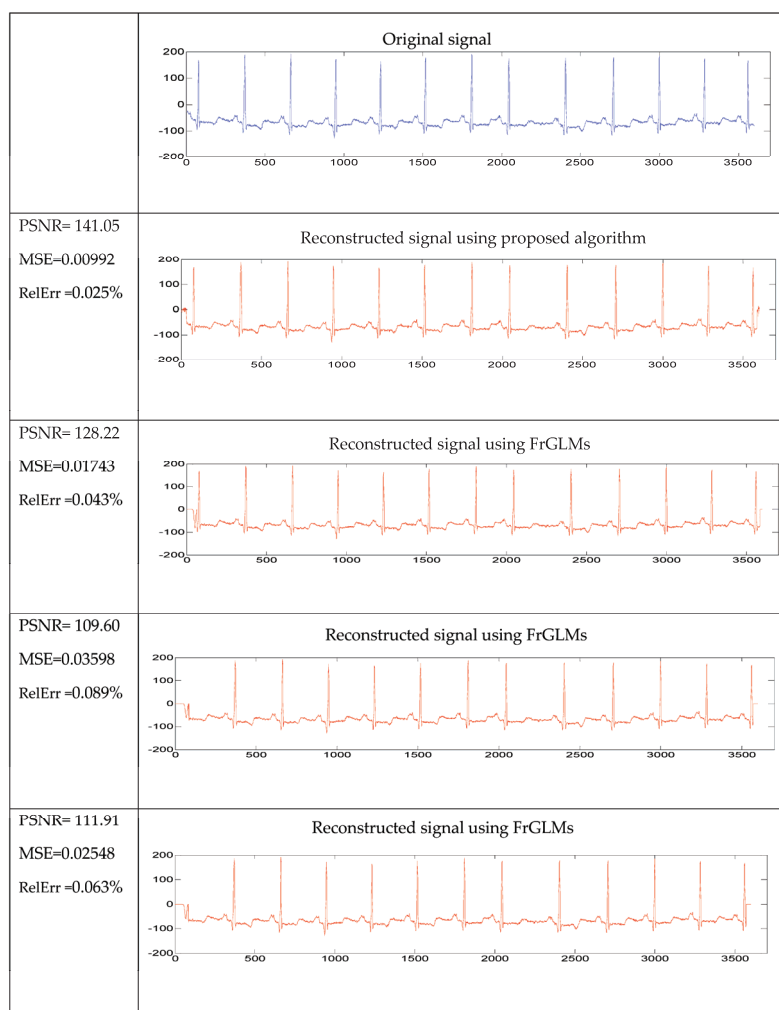 Original signal
200
100
0
-100
-200
0 500 1000 1500 2000 2500 3000 3500
PSNR= 141.05
MSE=0.00992
RelErr =0.025%
Reconstructed signal using proposed algorithm
200
100
0
-100
200
0 500 1000 1500 2000 2500 3000 3500
PSNR= 128.22
MSE=0.01743
RelErr =0.043%
Reconstructed signal using FrGLMs
200
100
0
-100
-200
0 500 1000 1500 2000 2500 3000 3500
PSNR= 109.60
MSE=0.03598
RelErr =0.089%
Reconstructed signal using FrGLMs
200
100
0
-100
-200
0 500 1000 1500 2000 2500 3000 3500
PSNR= 111.91
MSE=0.02548
RelErr =0.063%
Reconstructed signal using FrGLMs
200
100
0
-100
-200
0 500 1000 1500 2000 2500 3000 3500